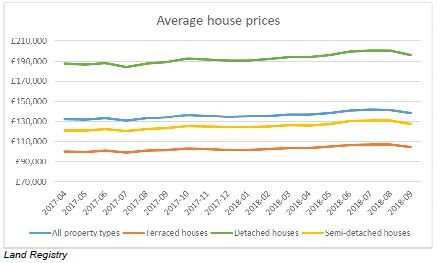 Average house prices
£210,000
£190,000
£170,000
£150,000
£130,000
£110,000
£90,000
£70,000
2017-04 2017-05 2017-06 2017-07 2017-08 2017-09 2017-10 2017-11 2017-12 2018-01 2018-02 2018-03 2018-04 2018-05 2018-06 2018-07 2018-08 2018-09
All property types Terraced houses Detached houses Semi-detached houses
Land Registry